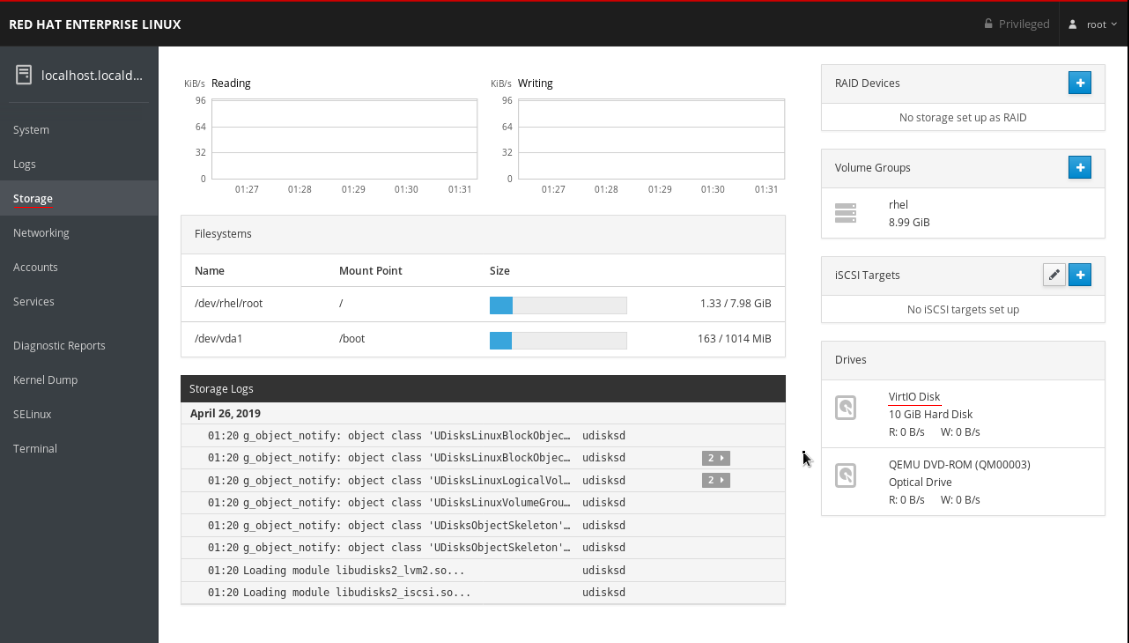 RED HAT ENTERPRISE LINUX
Privileged
root
localhost.locald...
System
Logs
Storage
Networking
Accounts
Services
Diagnostic Reports
Kernel Dump
SELinux
Terminal
KiB/s Reading
96
64
32
0
01:27 01:28 01:29 01:30 01:31
KiB/s Writing
96
64
32
0
01:27 01:28 01:29 01:30 01:31
Filesystems
Name Mount Point Size
/dev/rhel/root / 1.33 / 7.98 GiB
/dev/vda1 /boot 163 / 1014 MiB
Storage Logs
April 26, 2019
01:20 g_object_notify: object class 'UDisksLinuxBlockObjec… udisksd
01:20 g_object_notify: object class 'UDisksLinuxBlockObjec… udisksd 2
01:20 g_object_notify: object class 'UDisksLinuxLogicalVol… udisksd 2
01:20 g_object_notify: object class 'UDisksLinuxVolumeGrou… udisksd
01:20 g_object_notify: object class 'UDisksObjectSkeleton'… udisksd
01:20 g_object_notify: object class 'UDisksObjectSkeleton'… udisksd
01:20 Loading module libudisks2_lvm2.so... udisksd
01:20 Loading module libudisks2_iscsi.so... udisksd
RAID Devices
No storage set up as RAID
Volume Groups
rhel
8.99 GiB
iSCSI Targets
No iSCSI targets set up
Drives
VirtIO Disk
10 GiB Hard Disk
R: 0 B/s W: 0 B/s
QEMU DVD-ROM (QM00003)
Optical Drive
R: 0 B/s W: 0 B/s